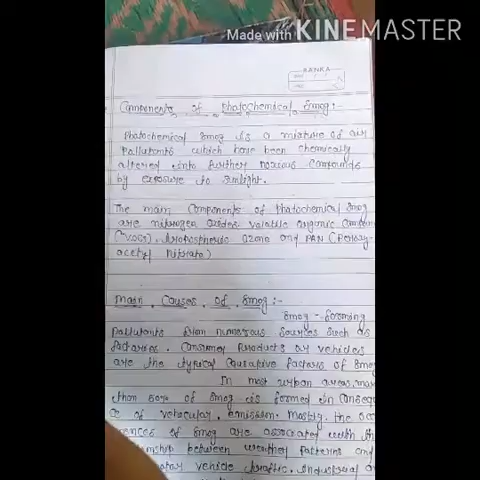 Made with KINEMASTER
RANKA
Components of Photochemical Smog :-
Photochemical Smog is a mixture of air
Pollutants which have been chemically
altered into further noxious Compounds
by exposure to Sunlight.
The main Components of Photochemical Smog
are nitrogen oxides. volatile organic
(VOCs). tropospheric ozone and PAN (Peroxy-
acetyl Nitrate)
Main Causes Of Smog :-
Smog - forming
Pollutants from numerous Sources Such as
factories. Consumer Products or vehicles
are the typical Causative factors of Smog
In most urban areas,
than 50% of Smog is formed in
of vehicular, emission. Mostly. the
of Smog are associated with
between weather patterns and
vehicle traffic. Industrial